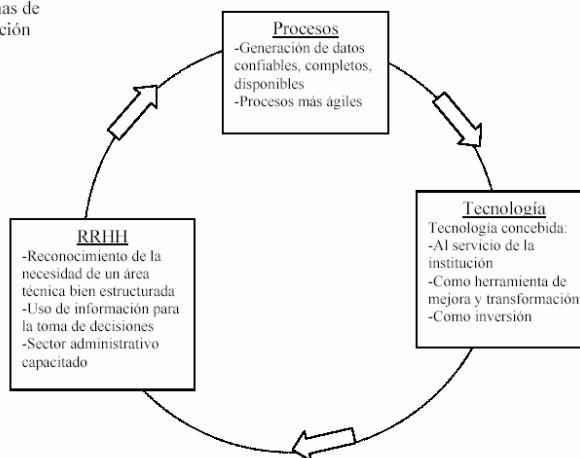 de
ción
Procesos
-Generación de datos
confiables, completos,
disponibles
-Procesos más ágiles
Tecnología
Tecnología concebida:
-Al servicio de la
institución
-Como herramienta de
mejora y transformación
-Como inversión
RRHH
-Reconocimiento de la
necesidad de un área
técnica bien estructurada
-Uso de información para
la toma de decisiones
-Sector administrativo
capacitado